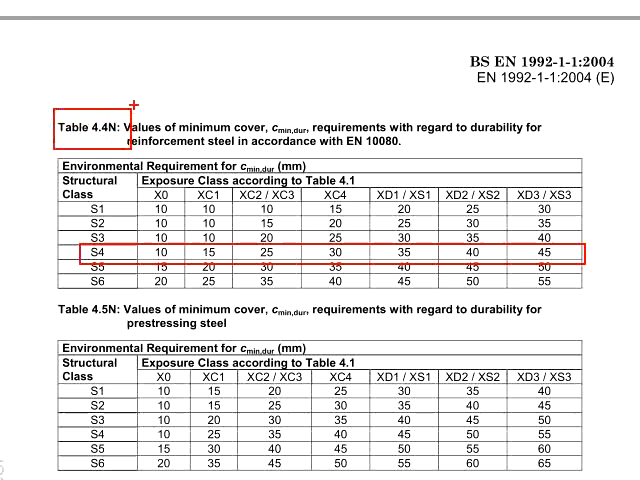 BS EN 1992-1-1:2004
EN 1992-1-1:2004 (E)
Table 4.4N: Values of minimum cover, cmin,dur, requirements with regard to durability for
reinforcement steel in accordance with EN 10080.
Environmental Requirement for cmin,dur (mm)
Structural Class Exposure Class according to Table 4.1
X0 XC1 XC2 / XC3 XC4 XD1 / XS1 XD2 / XS2 XD3 / XS3
S1 10 10 10 15 20 25 30
S2 10 10 15 20 25 30 35
S3 10 10 20 25 30 35 40
S4 10 15 25 30 35 40 45
S5 15 20 30 35 40 45 50
S6 20 25 35 40 45 50 55
Table 4.5N: Values of minimum cover, cmin,dur, requirements with regard to durability for
prestressing steel
Environmental Requirement for cmin,dur (mm)
Structural Class Exposure Class according to Table 4.1
X0 XC1 XC2 / XC3 XC4 XD1 / XS1 XD2 / XS2 XD3 / XS3
S1 10 15 20 25 30 35 40
S2 10 15 25 30 35 40 45
S3 10 20 30 35 40 45 50
S4 10 25 35 40 45 50 55
S5 15 30 40 45 50 55 60
S6 20 35 45 50 55 60 65